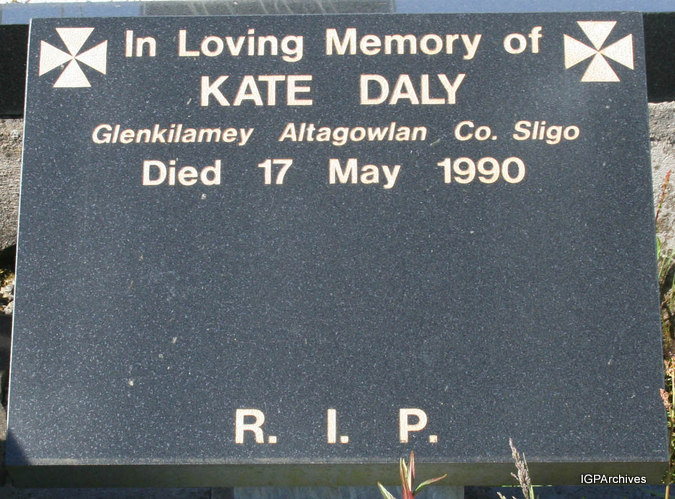 In Loving Memory of
KATE DALY
Glenkilamey Altagowlan Co. Sligo
Died 17 May 1990
R. I. P.
IGPArchives